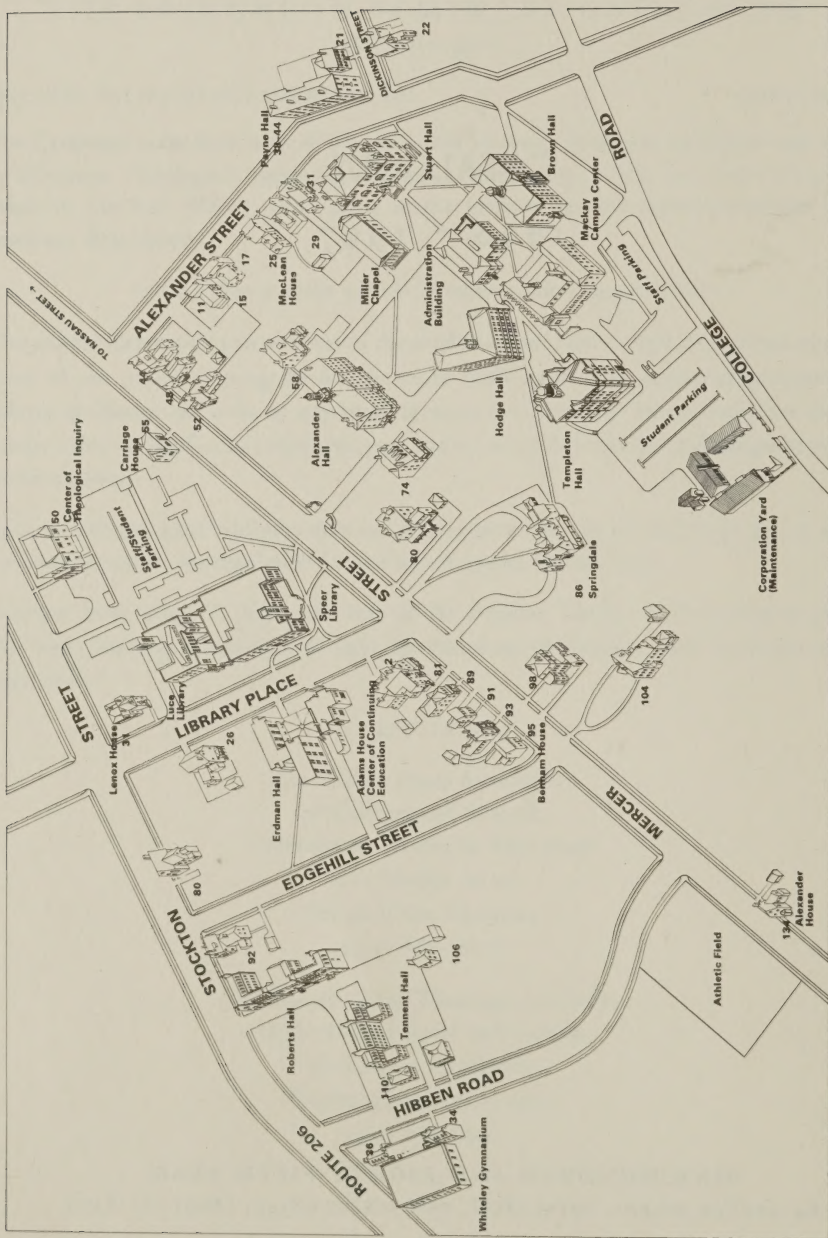 TO NASSAU STREET →
ALEXANDER STREET
DICKINSON STREET
22
21
Payne Hall
38-44
Stuart Hall
31
17
25
MacLean
House
29
Miller
Chapel
11
15
44
48
52
58
Alexander
Hall
Administration
Building
Brown Hall
Mackay
Campus Center
Staff Parking
COLLEGE
ROAD
Hodge Hall
Templeton
Hall
Student Parking
Corporation Yard
(Maintenance)
74
80
86
Springdale
55
Carriage
House
50
Center of
Theological Inquiry
Staff/Student
Parking
Speer
Library
Luce
Library
Lenox House
31
LIBRARY PLACE
STREET
STREET
26
Erdman Hall
Adams House
Center of Continuing
Education
2
81
89
91
93
95
Benham House
98
104
MERCER
EDGEHILL STREET
80
STOCKTON
92
Roberts Hall
Tennent Hall
106
110
HIBBEN ROAD
ROUTE 206
36
34
Whiteley Gymnasium
Athletic Field
134
Alexander
House